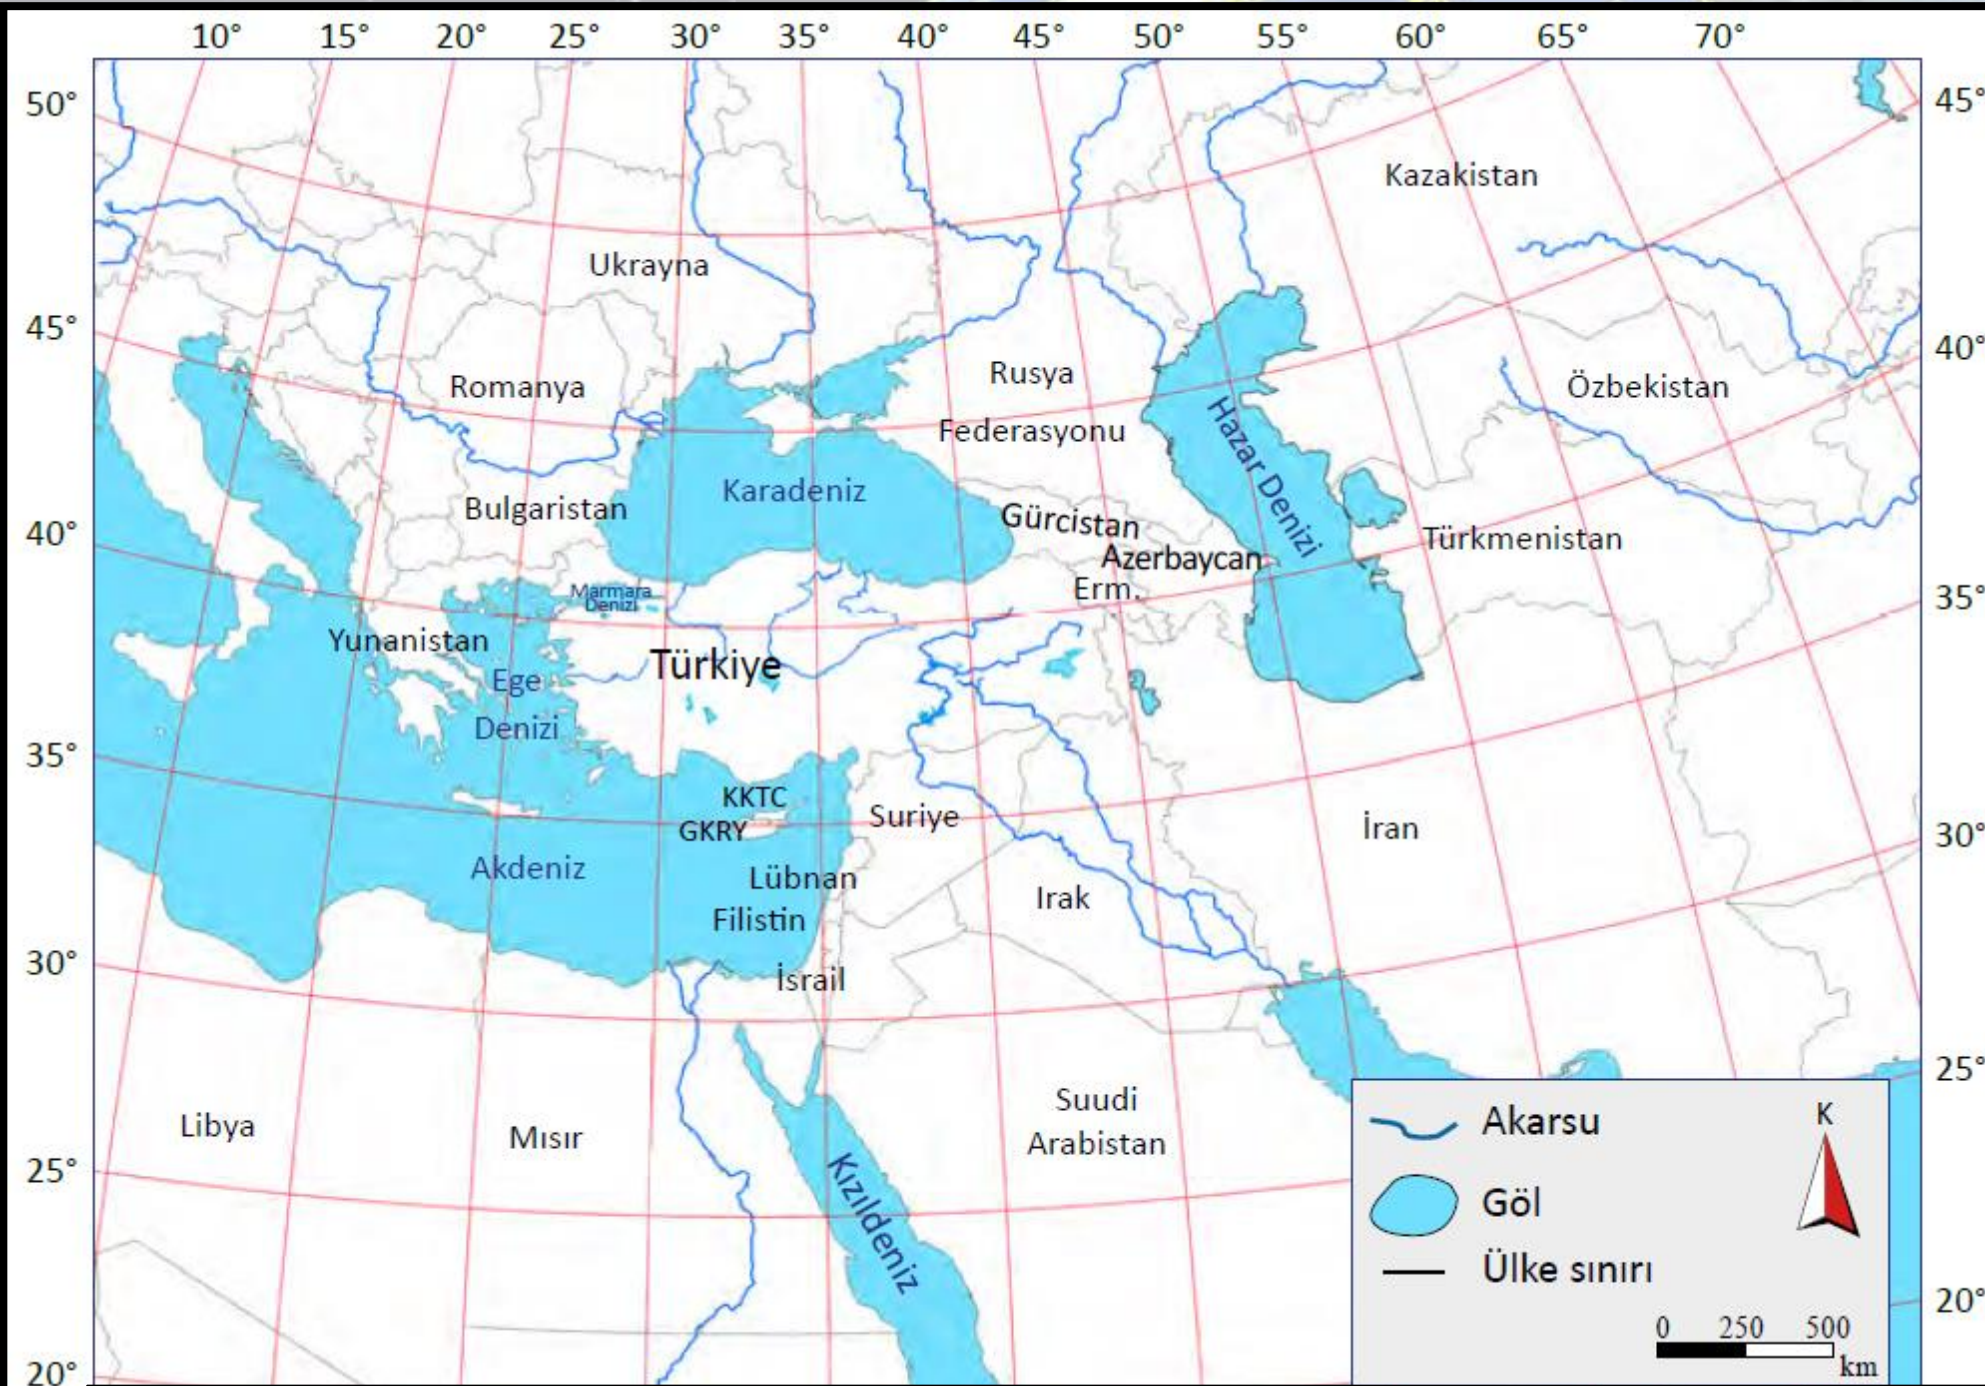 10° 15° 20° 25° 30° 35° 40° 45° 50° 55° 60° 65° 70°
50°
45°
40°
35°
30°
25°
20°
45°
40°
35°
30°
25°
20°
Kazakistan
Ukrayna
Rusya
Federasyonu
Romanya
Özbekistan
Hazar Denizi
Karadeniz
Bulgaristan
Gürcistan
Azerbaycan
Türkmenistan
Erm.
Marmara
Denizi
Yunanistan
Türkiye
Ege
Denizi
KKTC
GKRY
Suriye
İran
Akdeniz
Lübnan
Irak
Filistin
İsrail
Libya
Mısır
Suudi
Arabistan
Kızıldeniz
Akarsu
K
Göl
Ülke sınırı
0 250 500
km